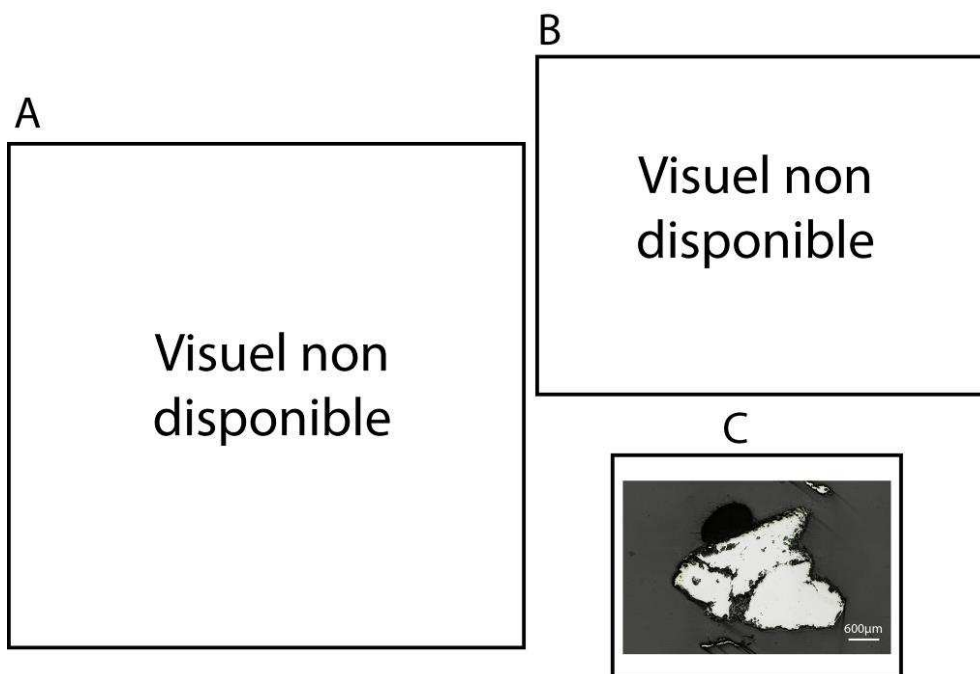 A
Visuel non
disponible
B
Visuel non
disponible
C
600µm